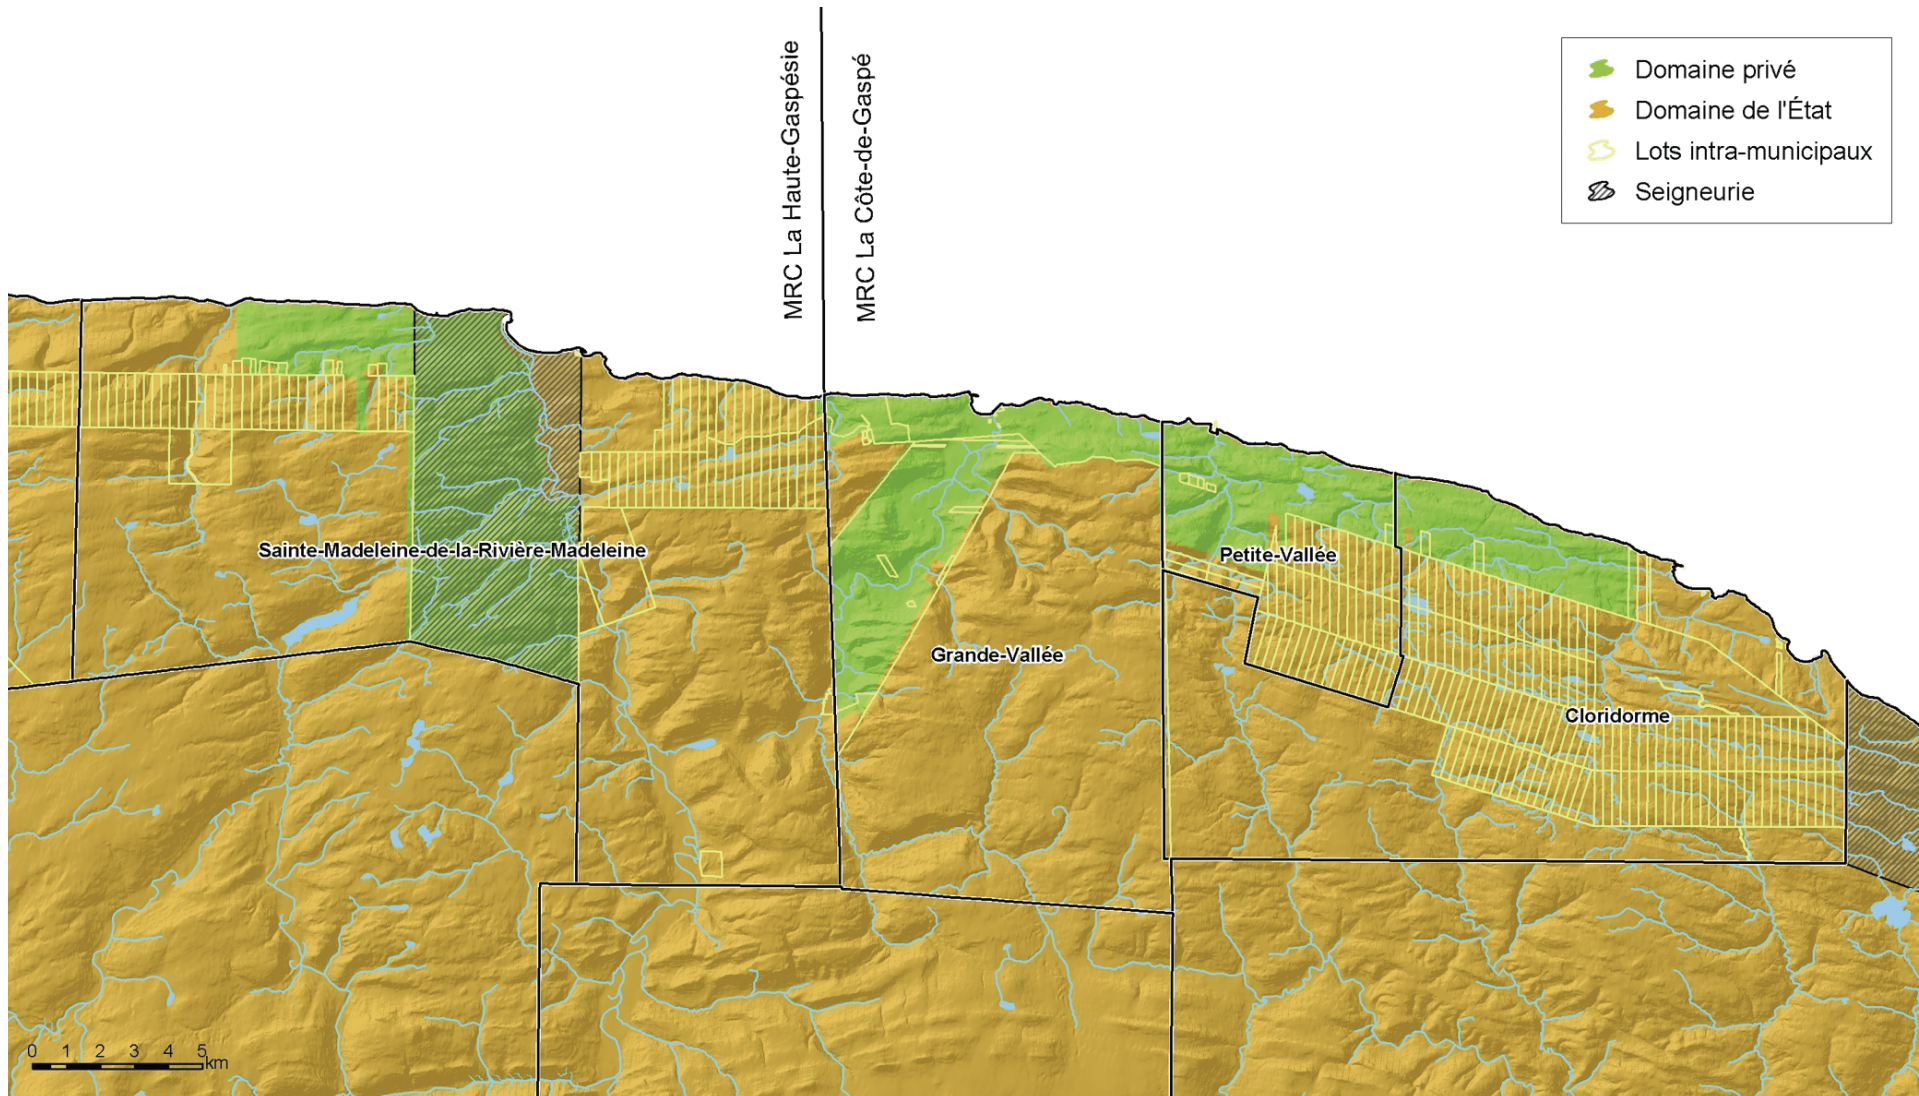 MRC La Haute-Gaspésie
MRC La Côte-de-Gaspé
Domaine privé
Domaine de l'État
Lots intra-municipaux
Seigneurie
Sainte-Madeleine-de-la-Rivière-Madeleine
Petite-Vallée
Grande-Vallée
Cloridorme
0 1 2 3 4 5
km